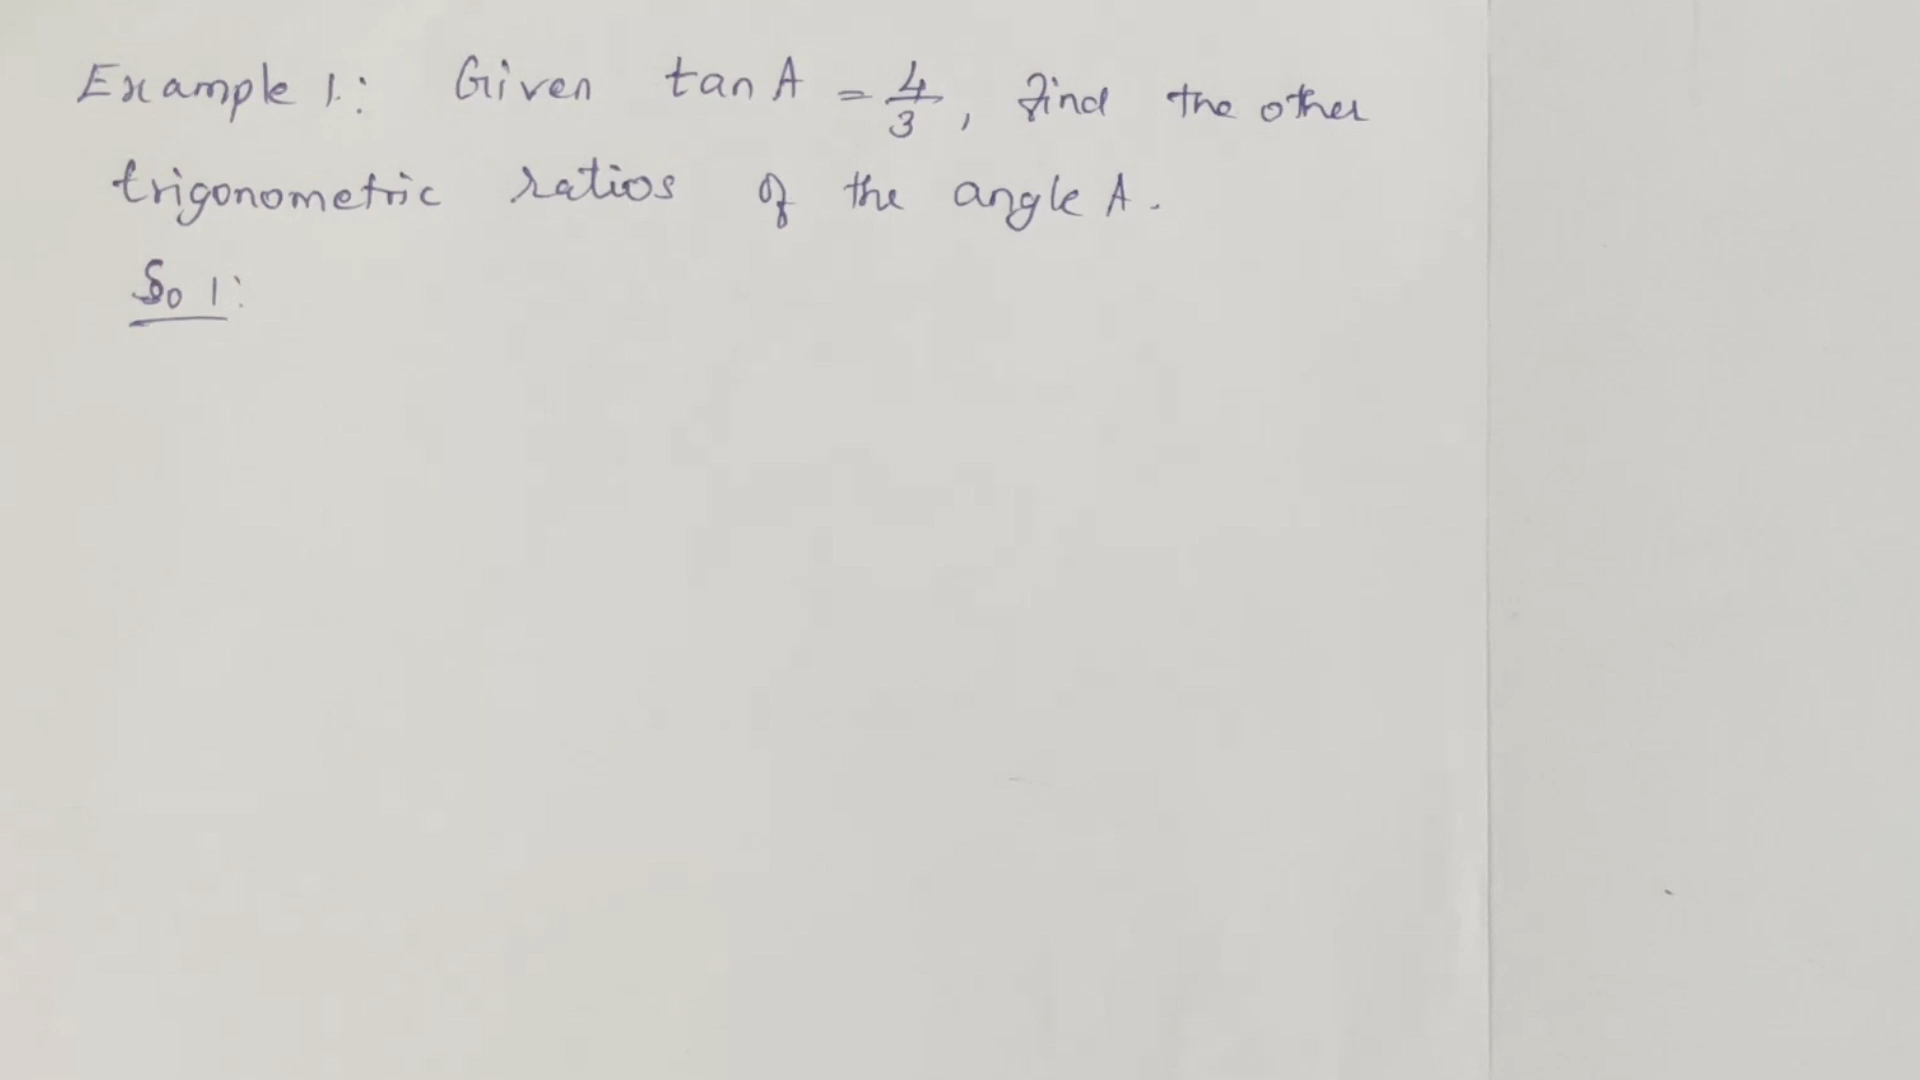 Example 1.: Given tan A = 4/3, find the other
trigonometric ratios of the angle A.
Sol: